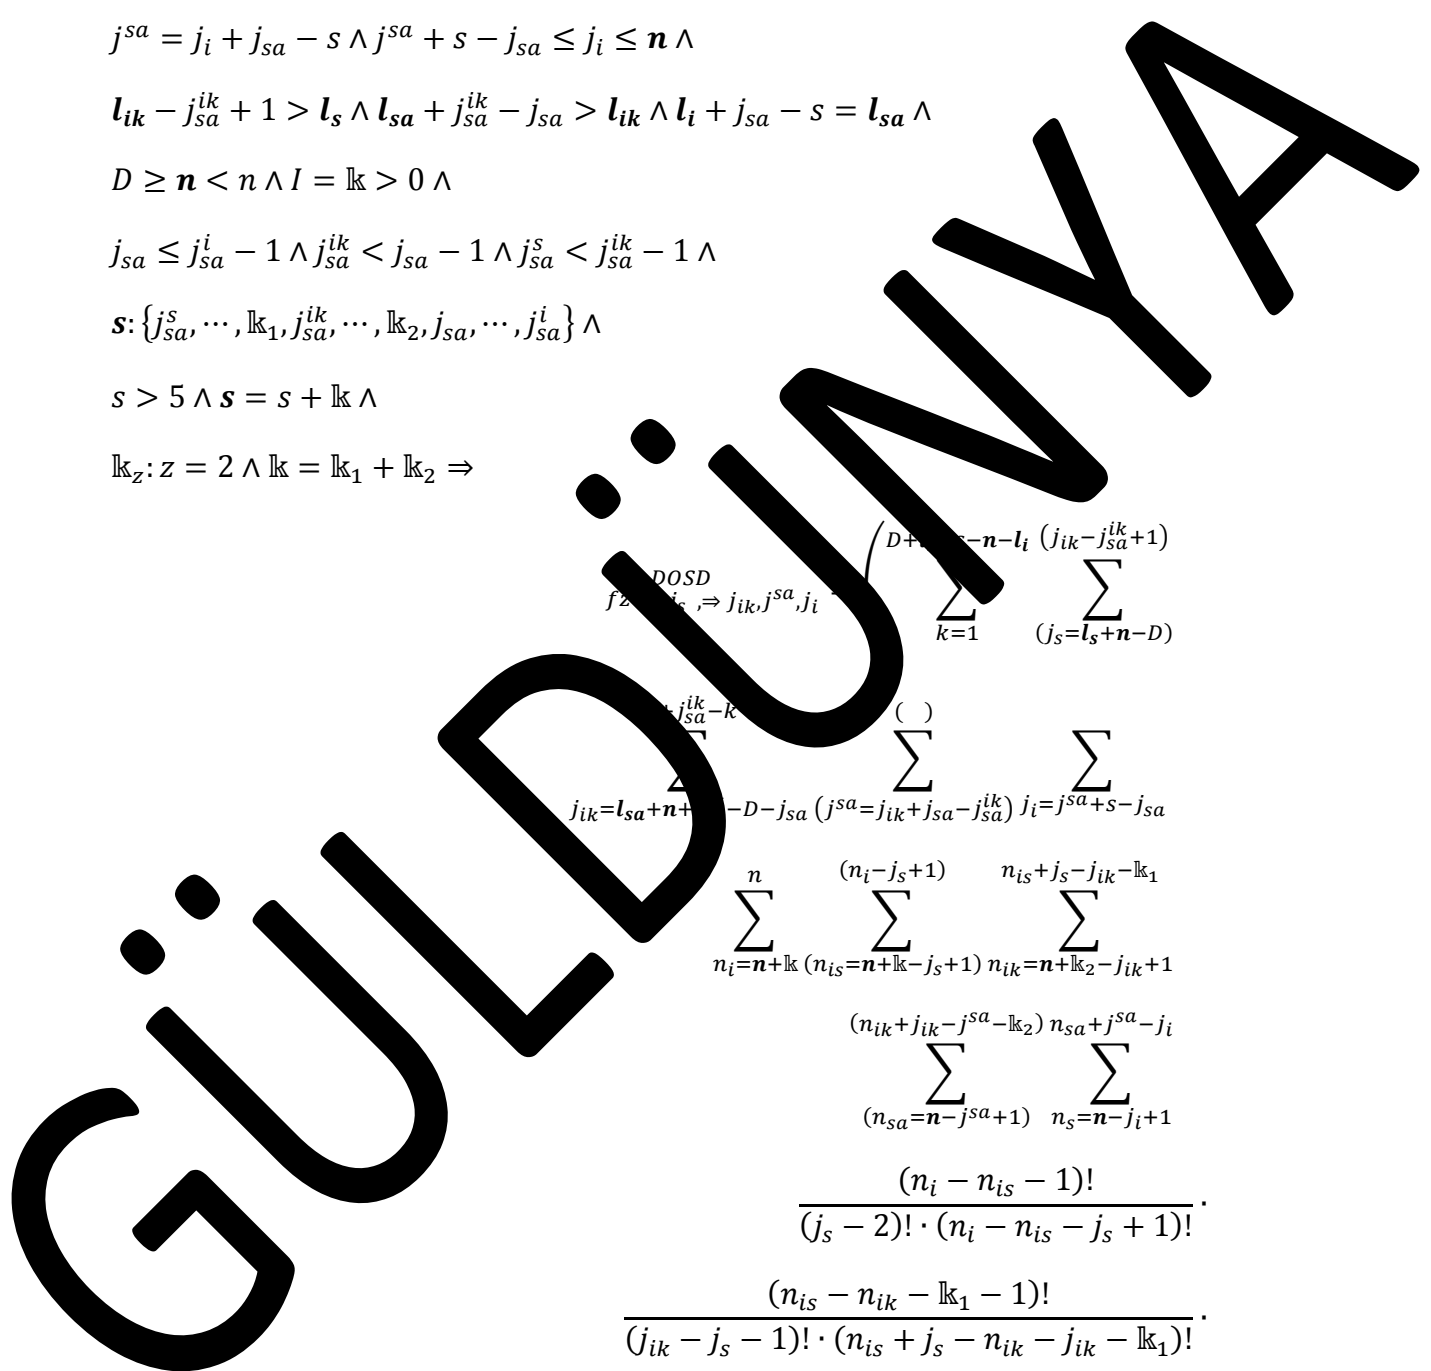 j^{sa} = j_i + j_{sa} − s ∧ j^{sa} + s − j_{sa} ≤ j_i ≤ 𝒏 ∧
𝒍_{ik} − j_{sa}^{ik} + 1 > 𝒍_s ∧ 𝒍_{sa} + j_{sa}^{ik} − j_{sa} > 𝒍_{ik} ∧ 𝒍_i + j_{sa} − s = 𝒍_{sa} ∧
D ≥ 𝒏 < n ∧ I = 𝕜 > 0 ∧
j_{sa} ≤ j_{sa}^i − 1 ∧ j_{sa}^{ik} < j_{sa} − 1 ∧ j_{sa}^s < j_{sa}^{ik} − 1 ∧
𝒔: {j_{sa}^s, ⋯ , 𝕜_1, j_{sa}^{ik}, ⋯ , 𝕜_2, j_{sa}, ⋯ , j_{sa}^i} ∧
s > 5 ∧ 𝒔 = s + 𝕜 ∧
𝕜_z: z = 2 ∧ 𝕜 = 𝕜_1 + 𝕜_2 ⇒
−𝒏−𝒍_i (j_{ik}−j_{sa}^{ik}+1)
DOSD ( ∑ ∑
⇒ j_{ik}, j^{sa}, j_i
k=1 (j_s=𝒍_s+𝒏−D)
j_{sa}^{ik}−k ( )
∑ ∑ ∑
j_{ik}=𝒍_{sa}+𝒏+ −D−j_{sa} (j^{sa}=j_{ik}+j_{sa}−j_{sa}^{ik}) j_i=j^{sa}+s−j_{sa}
n (n_i−j_s+1) n_{is}+j_s−j_{ik}−𝕜_1
∑ ∑ ∑
n_i=𝒏+𝕜 (n_{is}=𝒏+𝕜−j_s+1) n_{ik}=𝒏+𝕜_2−j_{ik}+1
(n_{ik}+j_{ik}−j^{sa}−𝕜_2) n_{sa}+j^{sa}−j_i
∑ ∑
(n_{sa}=𝒏−j^{sa}+1) n_s=𝒏−j_i+1
(n_i − n_{is} − 1)!
(j_s − 2)! · (n_i − n_{is} − j_s + 1)! ·
(n_{is} − n_{ik} − 𝕜_1 − 1)!
(j_{ik} − j_s − 1)! · (n_{is} + j_s − n_{ik} − j_{ik} − 𝕜_1)! ·
GÜLDÜNYA